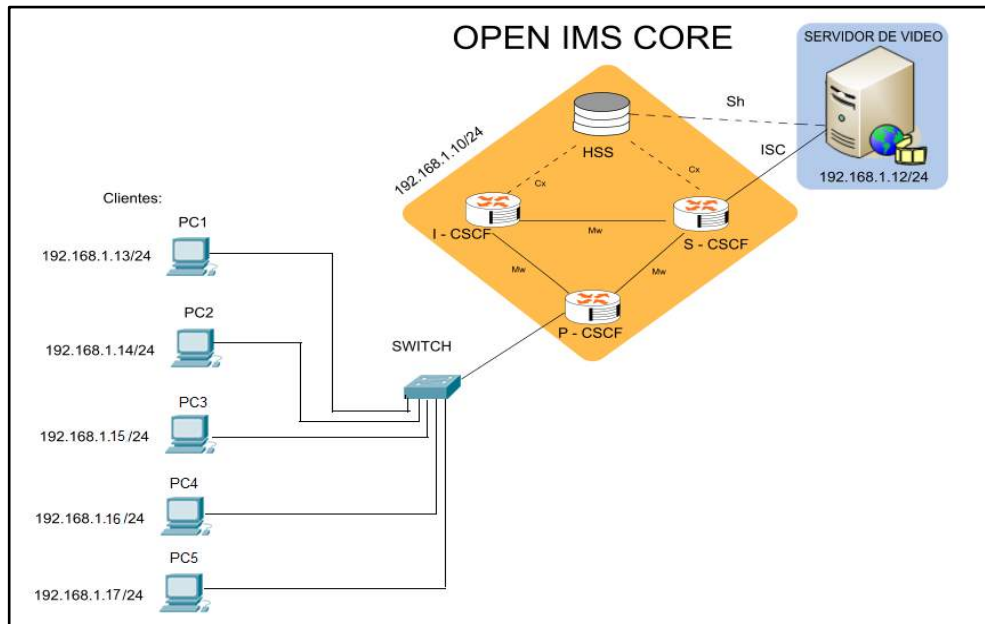 OPEN IMS CORE
SERVIDOR DE VIDEO
192.168.1.12/24
Sh
ISC
192.168.1.10/24
HSS
Cx
Cx
I - CSCF
Mw
S - CSCF
Mw
Mw
P - CSCF
SWITCH
Clientes:
PC1
192.168.1.13/24
PC2
192.168.1.14/24
PC3
192.168.1.15 /24
PC4
192.168.1.16 /24
PC5
192.168.1.17/24